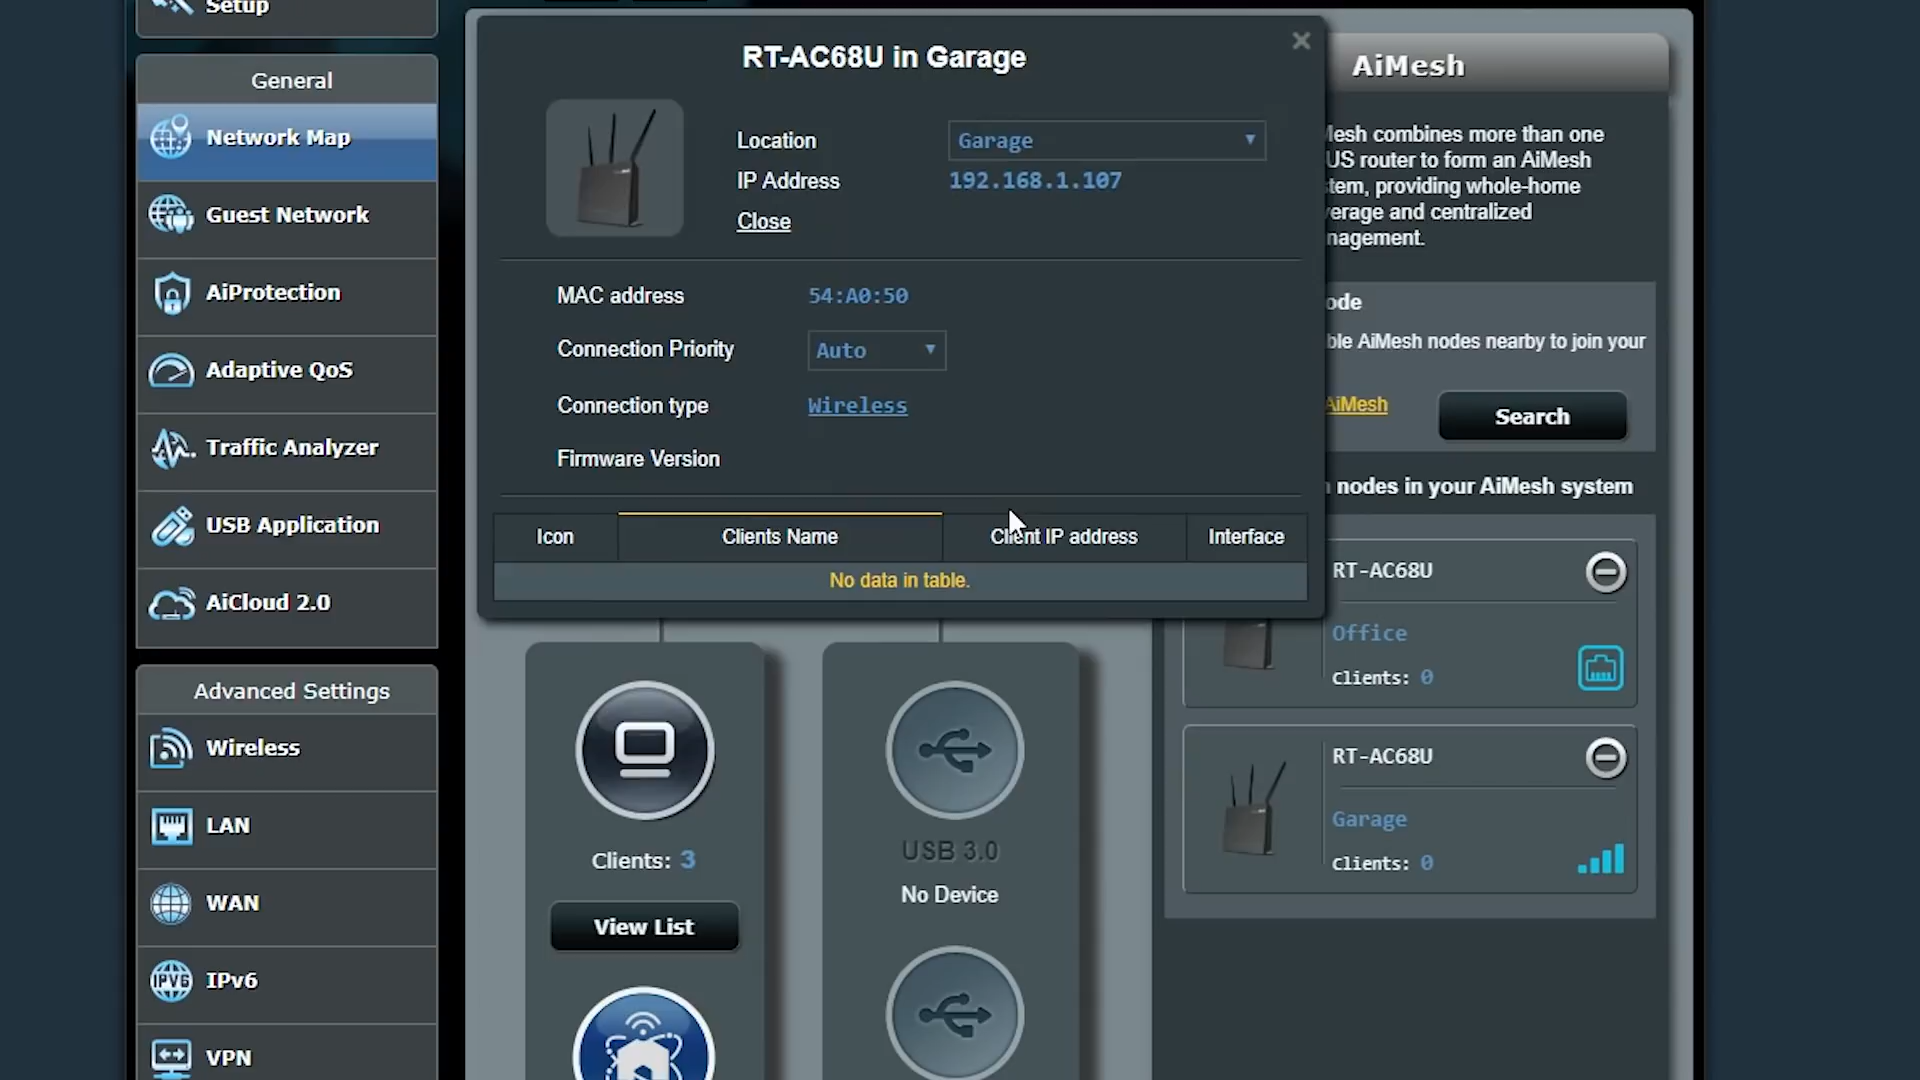 Setup
General
Network Map
Guest Network
AiProtection
Adaptive QoS
Traffic Analyzer
USB Application
AiCloud 2.0
Advanced Settings
Wireless
LAN
WAN
IPv6
VPN
RT-AC68U in Garage
Location
Garage
IP Address
192.168.1.107
Close
MAC address
54:A0:50
Connection Priority
Auto
Connection type
Wireless
Firmware Version
Icon
Clients Name
Client IP address
Interface
No data in table.
Clients: 3
View List
USB 3.0
No Device
AiMesh
Mesh combines more than one
US router to form an AiMesh
tem, providing whole-home
verage and centralized
nagement.
ode
ble AiMesh nodes nearby to join your
AiMesh
Search
nodes in your AiMesh system
RT-AC68U
Office
Clients: 0
RT-AC68U
Garage
Clients: 0